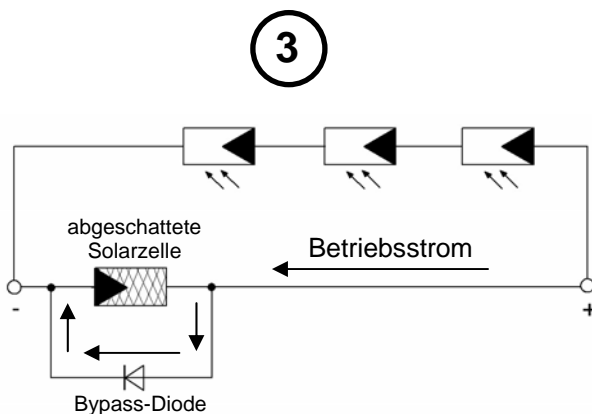 3
abgeschattete
Solarzelle
Betriebsstrom
-
+
Bypass-Diode